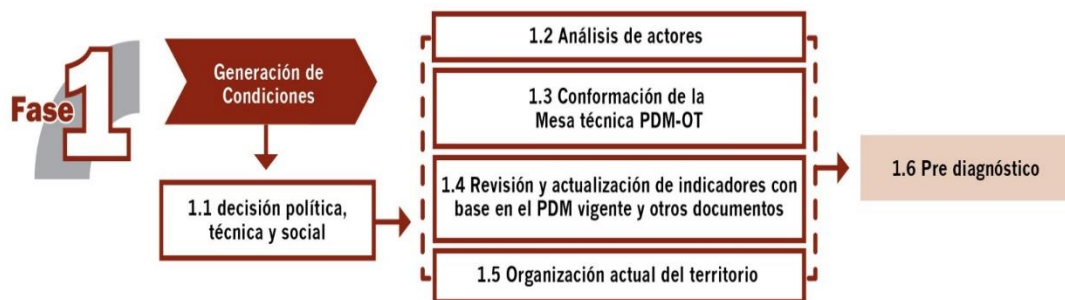 Fase 1
Generación de
Condiciones
1.1 decisión política,
técnica y social
1.2 Análisis de actores
1.3 Conformación de la
Mesa técnica PDM-OT
1.4 Revisión y actualización de indicadores con
base en el PDM vigente y otros documentos
1.5 Organización actual del territorio
1.6 Pre diagnóstico